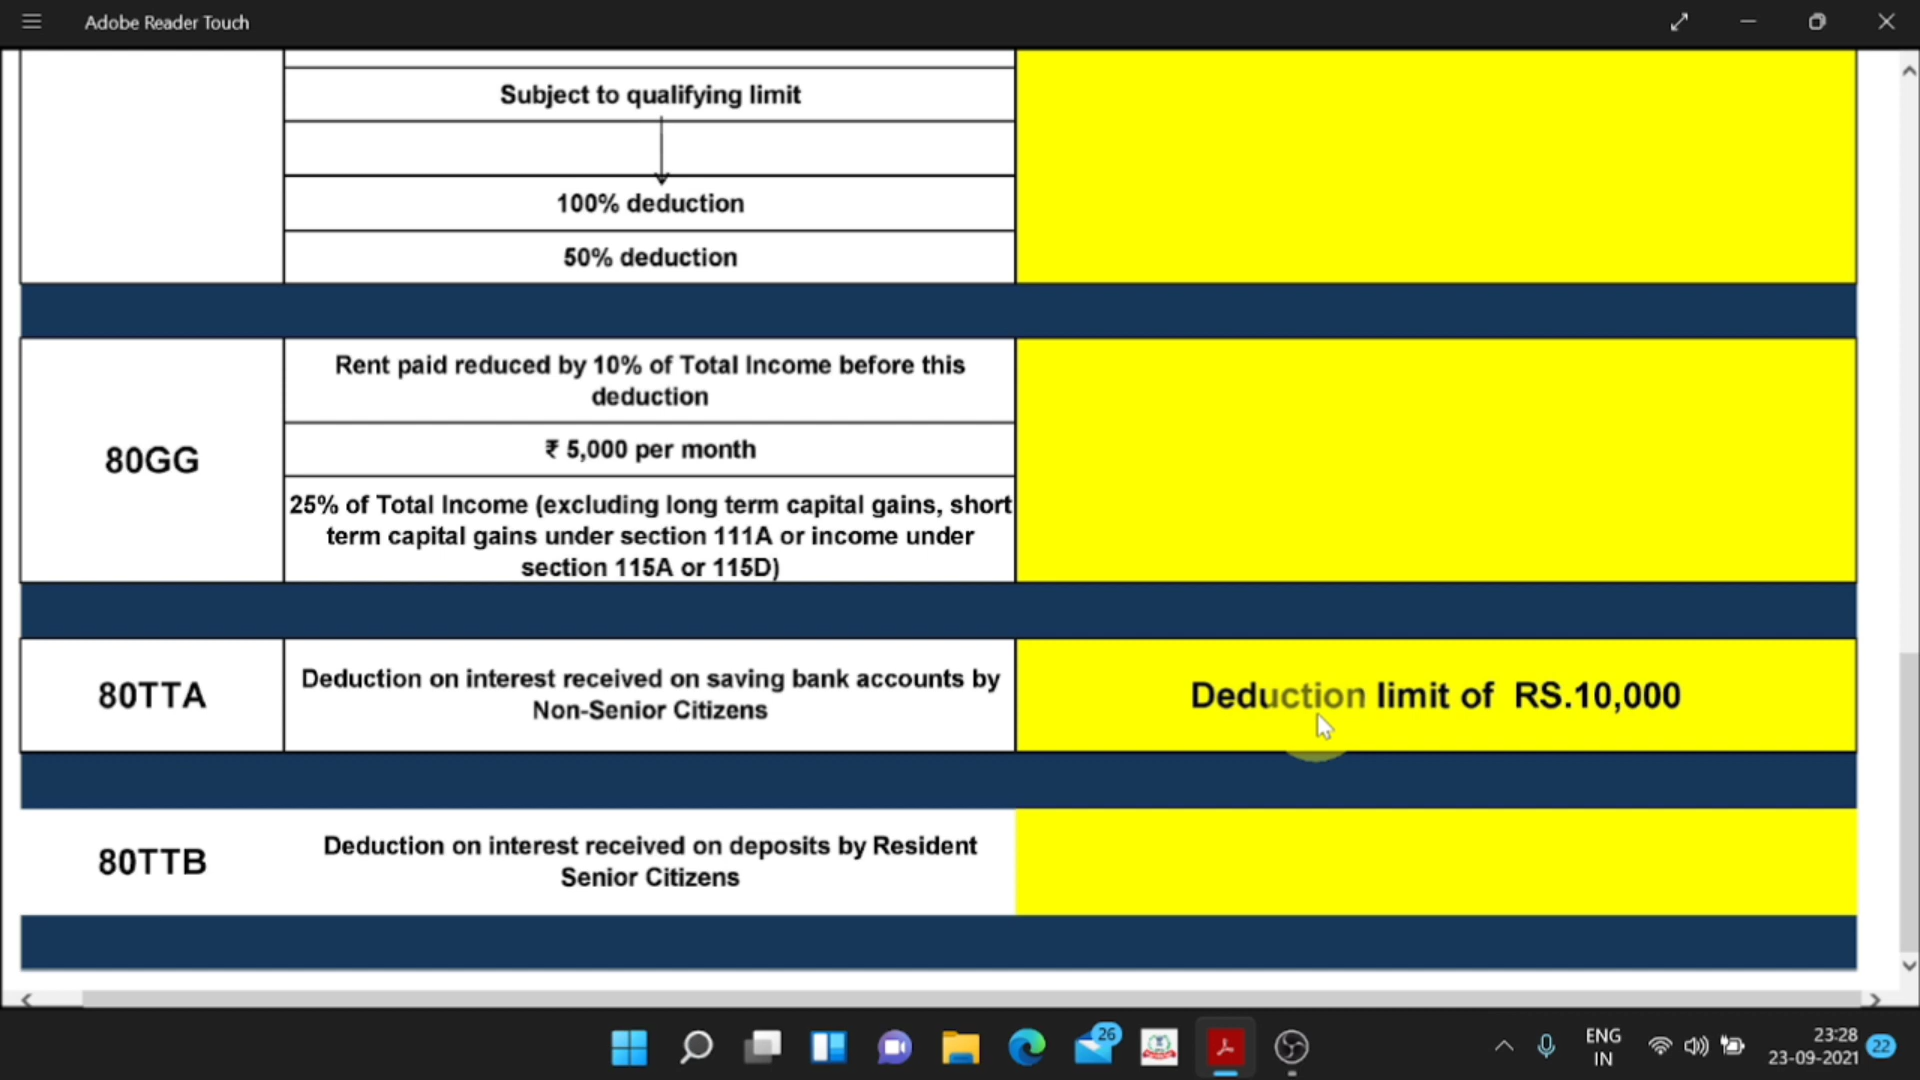 Adobe Reader Touch
Subject to qualifying limit
100% deduction
50% deduction
80GG
Rent paid reduced by 10% of Total Income before this
deduction
₹ 5,000 per month
25% of Total Income (excluding long term capital gains, short
term capital gains under section 111A or income under
section 115A or 115D)
80TTA
Deduction on interest received on saving bank accounts by
Non-Senior Citizens
Deduction limit of RS.10,000
80TTB
Deduction on interest received on deposits by Resident
Senior Citizens
26
ENG
IN
23:28
23-09-2021
22